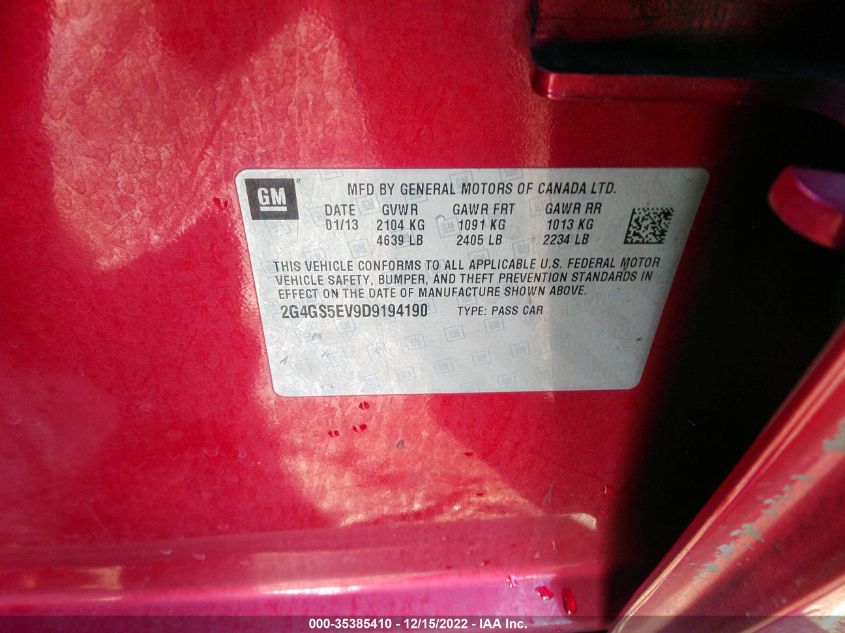 GM ®
MFD BY GENERAL MOTORS OF CANADA LTD.
DATE GVWR GAWR FRT GAWR RR
01/13 2104 KG 1091 KG 1013 KG
4639 LB 2405 LB 2234 LB
THIS VEHICLE CONFORMS TO ALL APPLICABLE U.S. FEDERAL MOTOR
VEHICLE SAFETY, BUMPER, AND THEFT PREVENTION STANDARDS IN
EFFECT ON THE DATE OF MANUFACTURE SHOWN ABOVE.
2G4GS5EV9D9194190 TYPE: PASS CAR
000-35385410 - 12/15/2022 - IAA Inc.